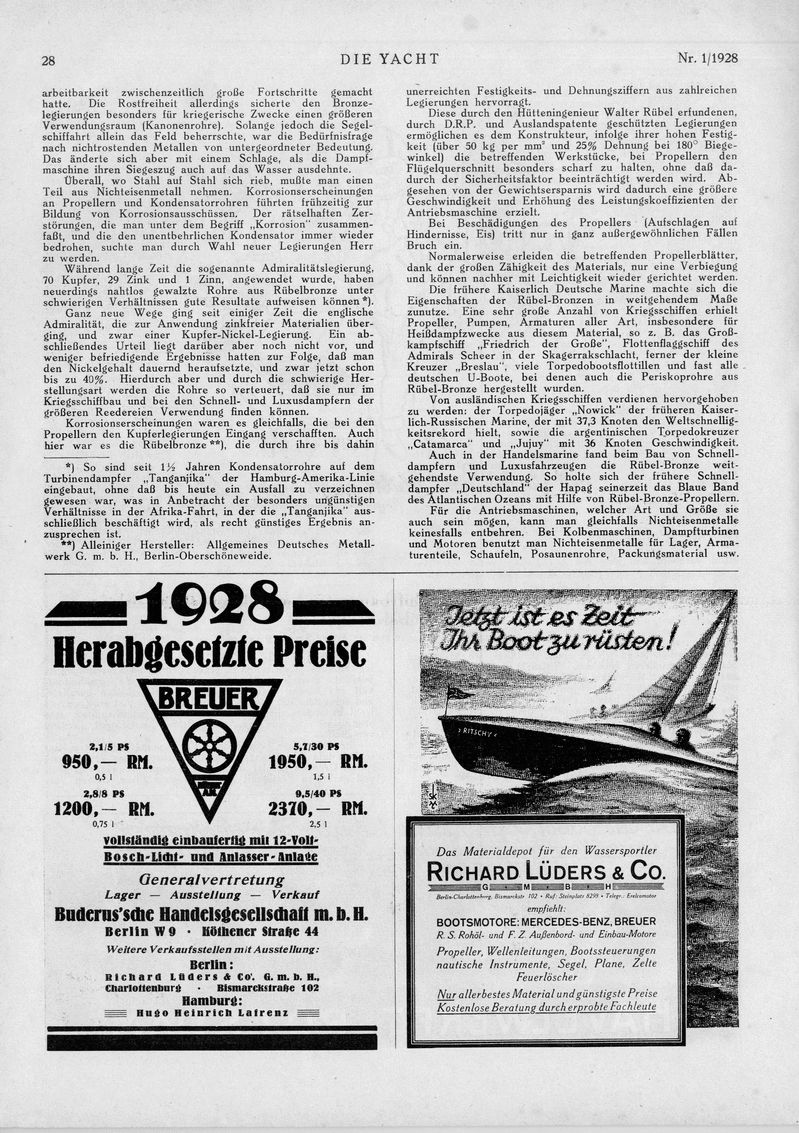 28
DIE YACHT
Nr. 1/1928
arbeitbarkeit zwischenzeitlich große Fortschritte gemacht
hatte. Die Rostfreiheit allerdings sicherte den Bronze-
legierungen besonders für kriegerische Zwecke einen größeren
Verwendungsraum (Kanonenrohre). Solange jedoch die Segel-
schiffahrt allein das Feld beherrschte, war die Bedürfnisfrage
nach nichtrostenden Metallen von untergeordneter Bedeutung.
Das änderte sich aber mit einem Schlage, als die Dampf-
maschine ihren Siegeszug auch auf das Wasser ausdehnte.
Überall, wo Stahl auf Stahl sich rieb, mußte man einen
Teil aus Nichteisenmetall nehmen. Korrosionserscheinungen
an Propellern und Kondensatorrohren führten frühzeitig zur
Bildung von Korrosionsausschüssen. Der rätselhaften Zer-
störungen, die man unter dem Begriff „Korrosion" zusammen-
faßt, und die den unentbehrlichen Kondensator immer wieder
bedrohen, suchte man durch Wahl neuer Legierungen Herr
zu werden.
Während lange Zeit die sogenannte Admiralitätslegierung,
70 Kupfer, 29 Zink und 1 Zinn, angewendet wurde, haben
neuerdings nahtlos gewalzte Rohre aus Rübelbronze unter
schwierigen Verhältnissen gute Resultate aufweisen können*).
Ganz neue Wege ging seit einiger Zeit die englische
Admiralität, die zur Anwendung zinkfreier Materialien über-
ging, und zwar einer Kupfer-Nickel-Legierung. Ein ab-
schließendes Urteil liegt darüber aber noch nicht vor, und
weniger befriedigende Ergebnisse hatten zur Folge, daß man
den Nickelgehalt dauernd heraufsetzte, und zwar jetzt schon
bis zu 40%. Hierdurch aber und durch die schwierige Her-
stellungsart werden die Rohre so verteuert, daß sie nur im
Kriegsschiffbau und bei den Schnell- und Luxusdampfern der
größeren Reedereien Verwendung finden können.
Korrosionserscheinungen waren es gleichfalls, die bei den
Propellern den Kupferlegierungen Eingang verschafften. Auch
hier war es die Rübelbronze**), die durch ihre bis dahin
*) So sind seit 1½ Jahren Kondensatorrohre auf dem
Turbinendampfer „Tanganjika" der Hamburg-Amerika-Linie
eingebaut, ohne daß bis heute ein Ausfall zu verzeichnen
gewesen war, was in Anbetracht der besonders ungünstigen
Verhältnisse in der Afrika-Fahrt, in der die „Tanganjika" aus-
schließlich beschäftigt wird, als recht günstiges Ergebnis an-
zusprechen ist.
**) Alleiniger Hersteller: Allgemeines Deutsches Metall-
werk G. m. b. H., Berlin-Oberschöneweide.
unerreichten Festigkeits- und Dehnungsziffern aus zahlreichen
Legierungen hervorragt.
Diese durch den Hütteningenieur Walter Rübel erfundenen,
durch D.R.P. und Auslandspatente geschützten Legierungen
ermöglichen es dem Konstrukteur, infolge ihrer hohen Festig-
keit (über 50 kg per mm² und 25% Dehnung bei 180° Biege-
winkel) die betreffenden Werkstücke, bei Propellern den
Flügelquerschnitt besonders scharf zu halten, ohne daß da-
durch der Sicherheitsfaktor beeinträchtigt werden wird. Ab-
gesehen von der Gewichtsersparnis wird dadurch eine größere
Geschwindigkeit und Erhöhung des Leistungskoeffizienten der
Antriebsmaschine erzielt.
Bei Beschädigungen des Propellers (Aufschlagen auf
Hindernisse, Eis) tritt nur in ganz außergewöhnlichen Fällen
Bruch ein.
Normalerweise erleiden die betreffenden Propellerblätter,
dank der großen Zähigkeit des Materials, nur eine Verbiegung
und können nachher mit Leichtigkeit wieder gerichtet werden.
Die frühere Kaiserlich Deutsche Marine machte sich die
Eigenschaften der Rübel-Bronzen in weitgehendem Maße
zunutze. Eine sehr große Anzahl von Kriegsschiffen erhielt
Propeller, Pumpen, Armaturen aller Art, insbesondere für
Heißdampfzwecke aus diesem Material, so z. B. das Groß-
kampfschiff „Friedrich der Große", Flottenflaggschiff des
Admirals Scheer in der Skagerrakschlacht, ferner der kleine
Kreuzer „Breslau", viele Torpedobootsflottillen und fast alle
deutschen U-Boote, bei denen auch die Periskoprohre aus
Rübel-Bronze hergestellt wurden.
Von ausländischen Kriegsschiffen verdienen hervorgehoben
zu werden: der Torpedojäger „Nowick" der früheren Kaiser-
lich-Russischen Marine, der mit 37,3 Knoten den Weltschnellig-
keitsrekord hielt, sowie die argentinischen Torpedokreuzer
„Catamarca" und „Jujuy" mit 36 Knoten Geschwindigkeit.
Auch in der Handelsmarine fand beim Bau von Schnell-
dampfern und Luxusfahrzeugen die Rübel-Bronze weit-
gehendste Verwendung. So holte sich der frühere Schnell-
dampfer „Deutschland" der Hapag seinerzeit das Blaue Band
des Atlantischen Ozeans mit Hilfe von Rübel-Bronze-Propellern.
Für die Antriebsmaschinen, welcher Art und Größe sie
auch sein mögen, kann man gleichfalls Nichteisenmetalle
keinesfalls entbehren. Bei Kolbenmaschinen, Dampfturbinen
und Motoren benutzt man Nichteisenmetalle für Lager, Arma-
turenteile, Schaufeln, Posaunenrohre, Packungsmaterial usw.
1928
Herabgesetzte Preise
BREUER
2,1/5 PS
950,— RM.
0,5 l
5,7/30 PS
1950,— RM.
1,5 l
2,8/8 PS
1200,— RM.
0,75 l
9,5/40 PS
2370,— RM.
2,5 l
vollständig einbaufertig mit 12-Volt-
Bosch-Licht- und Anlasser-Anlage
Generalvertretung
Lager — Ausstellung — Verkauf
Buderus'sche Handelsgesellschaft m. b. H.
Berlin W 9 · Köthener Straße 44
Weitere Verkaufsstellen mit Ausstellung:
Berlin:
Richard Lüders & Co. G. m. b. H.,
Charlottenburg · Bismarckstraße 102
Hamburg:
Hugo Heinrich Lafrenz
Jetzt ist es Zeit
Ihr Boot zu rüsten!
RITSCHY
Das Materialdepot für den Wassersportler
RICHARD LÜDERS & CO.
G · M · B · H
Berlin-Charlottenburg, Bismarckstr. 102 • Ruf: Steinplatz 8295 • Telegr.: Exelcomotor
empfiehlt:
BOOTSMOTORE: MERCEDES-BENZ, BREUER
R. S. Rohöl- und F. Z. Außenbord- und Einbau-Motore
Propeller, Wellenleitungen, Bootssteuerungen
nautische Instrumente, Segel, Plane, Zelte
Feuerlöscher
Nur allerbestes Material und günstigste Preise
Kostenlose Beratung durch erprobte Fachleute